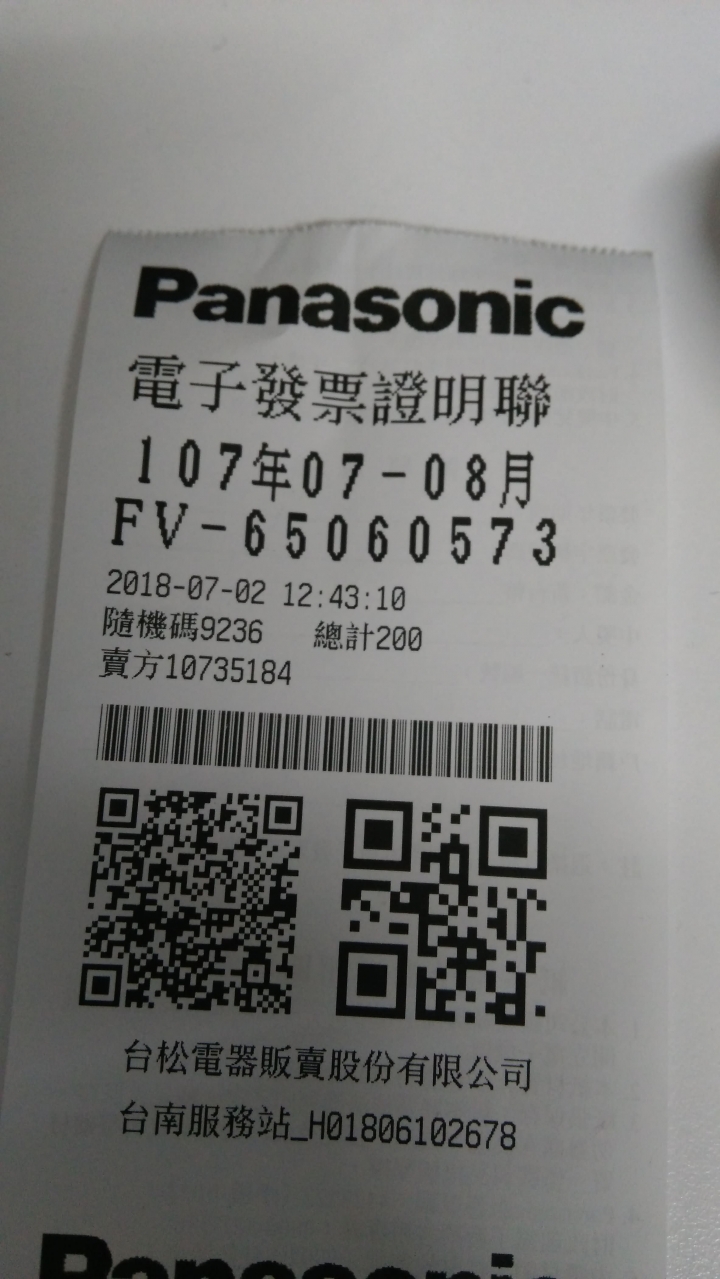 Panasonic
電子發票證明聯
107年07-08月
FV-65060573
2018-07-02 12:43:10
隨機碼9236 總計200
賣方10735184
台松電器販賣股份有限公司
台南服務站_H01806102678
Panasonic